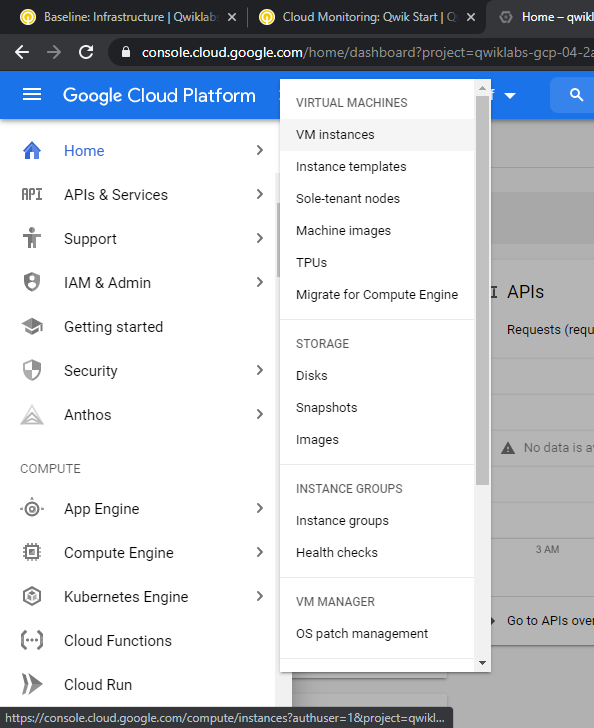 Baseline: Infrastructure | Qwiklabs
Cloud Monitoring: Qwik Start |
Home – qwikl
console.cloud.google.com/home/dashboard?project=qwiklabs-gcp-04-2
Google Cloud Platform
Home
API APIs & Services
Support
IAM & Admin
Getting started
Security
Anthos
COMPUTE
App Engine
Compute Engine
Kubernetes Engine
Cloud Functions
Cloud Run
VIRTUAL MACHINES
VM instances
Instance templates
Sole-tenant nodes
Machine images
TPUs
Migrate for Compute Engine
STORAGE
Disks
Snapshots
Images
INSTANCE GROUPS
Instance groups
Health checks
VM MANAGER
OS patch management
APIs
Requests (requ
No data is av
3 AM
Go to APIs over
https://console.cloud.google.com/compute/instances?authuser=1&project=qwikl...